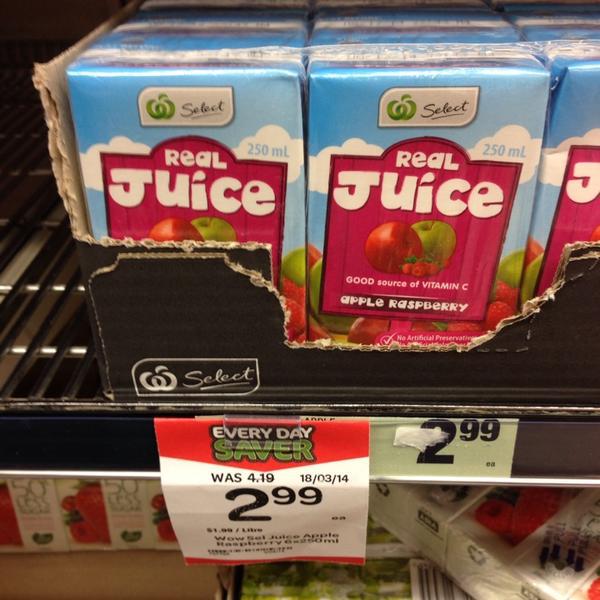 Select
250 mL
Real
Juice
Select
250 mL
Real
Juice
GOOD source of VITAMIN C
APPLE RASPBERRY
No Artificial Preservative
J
Select
EVERY DAY
SAVER
WAS 4.19 18/03/14
2.99
ea
$1.99 / Litre
Wow Sel Juice Apple
Raspberry 6x250ml
2.99
ea